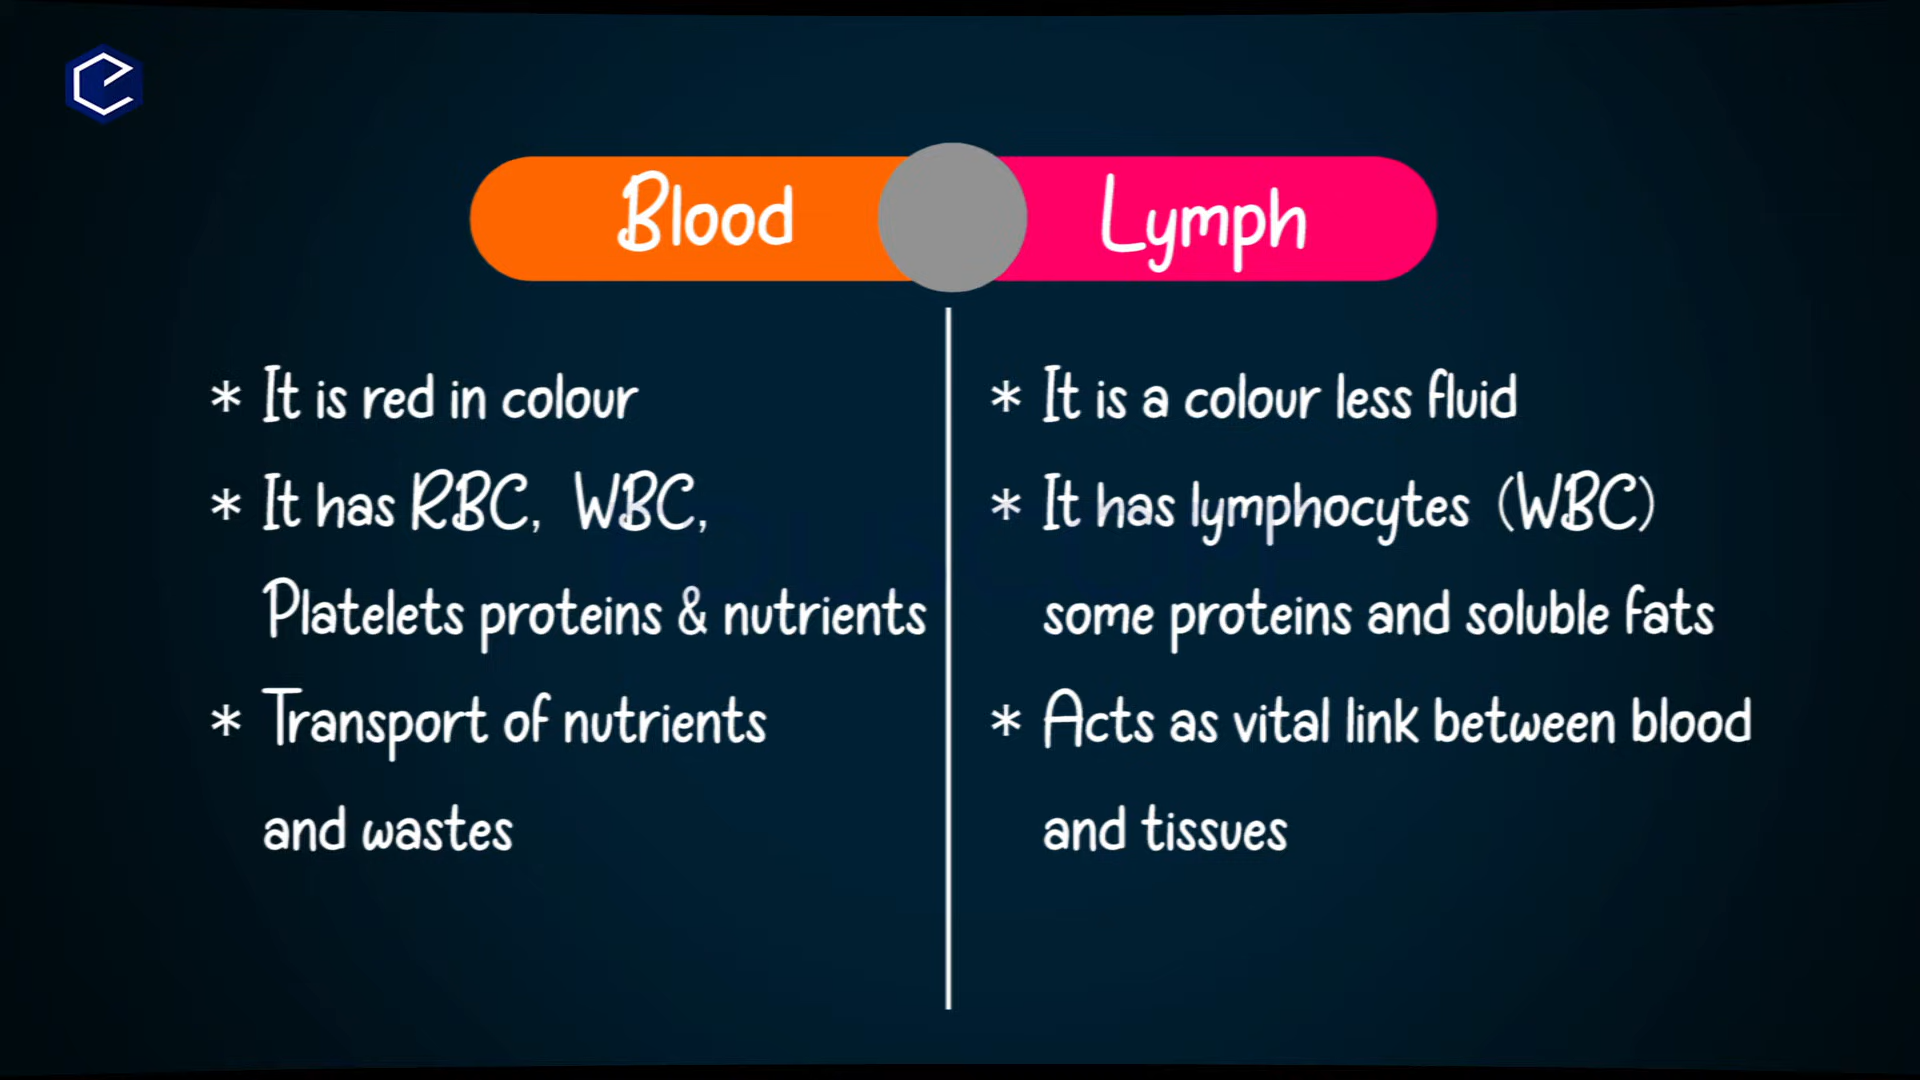 Blood
Lymph
* It is red in colour
* It has RBC, WBC,
Platelets proteins & nutrients
* Transport of nutrients
and wastes
* It is a colour less fluid
* It has lymphocytes (WBC)
some proteins and soluble fats
* Acts as vital link between blood
and tissues